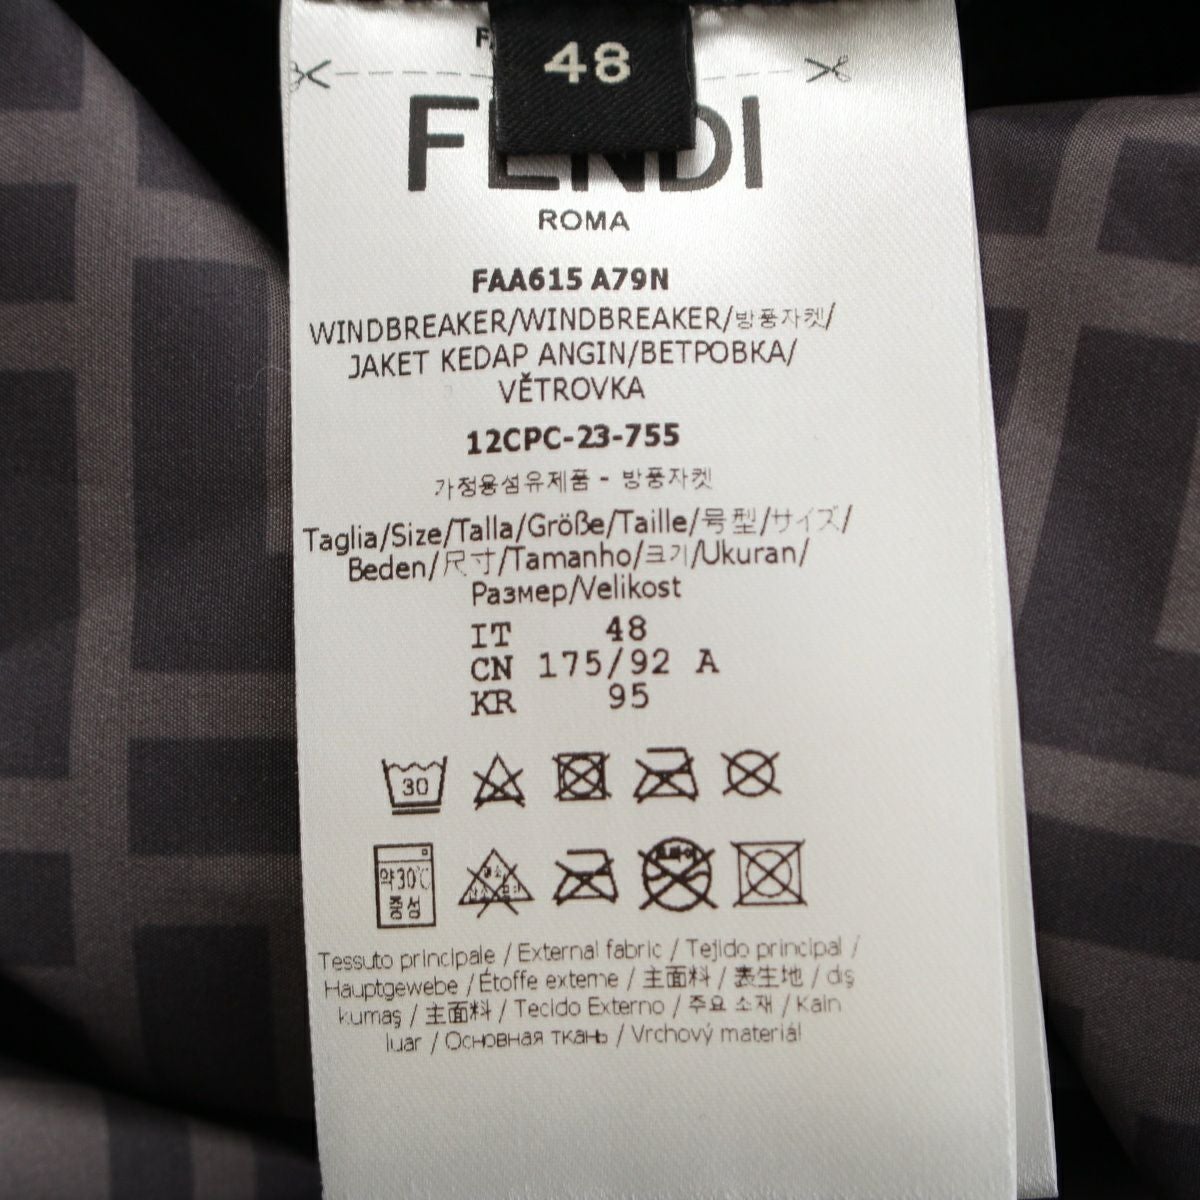 48
FENDI
ROMA
FAA615 A79N
WINDBREAKER/WINDBREAKER/방풍자켓/
JAKET KEDAP ANGIN/ВЕТРОВКА/
VĚTROVKA
12CPC-23-755
가정용섬유제품 - 방풍자켓
Taglia/Size/Talla/Größe/Taille/号型/サイズ/
Beden/尺寸/Tamanho/크기/Ukuran/
Размер/Velikost
IT 48
CN 175/92 A
KR 95
30
약30℃
중성
Tessuto principale / External fabric / Tejido principal /
Hauptgewebe / Étoffe externe / 主面料 / 表生地 / dış
kumaş / 主面料 / Tecido Externo / 주요 소재 / Kain
luar / Основная ткань / Vrchový materiál